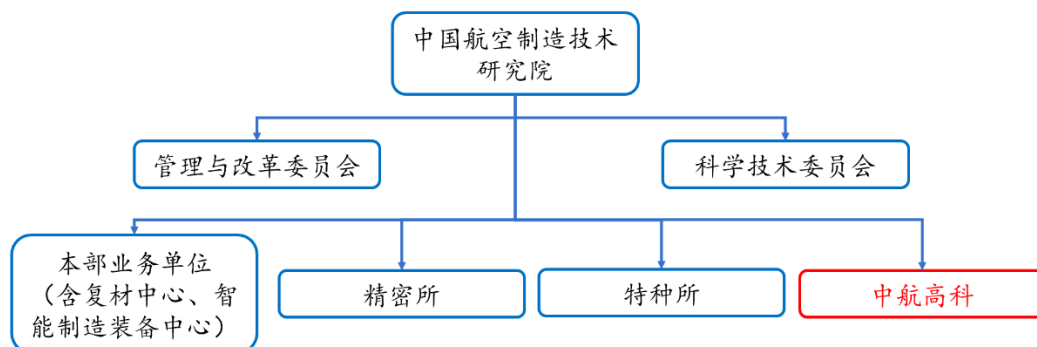 中国航空制造技术
研究院
管理与改革委员会
科学技术委员会
本部业务单位
（含复材中心、智
能制造装备中心）
精密所
特种所
中航高科